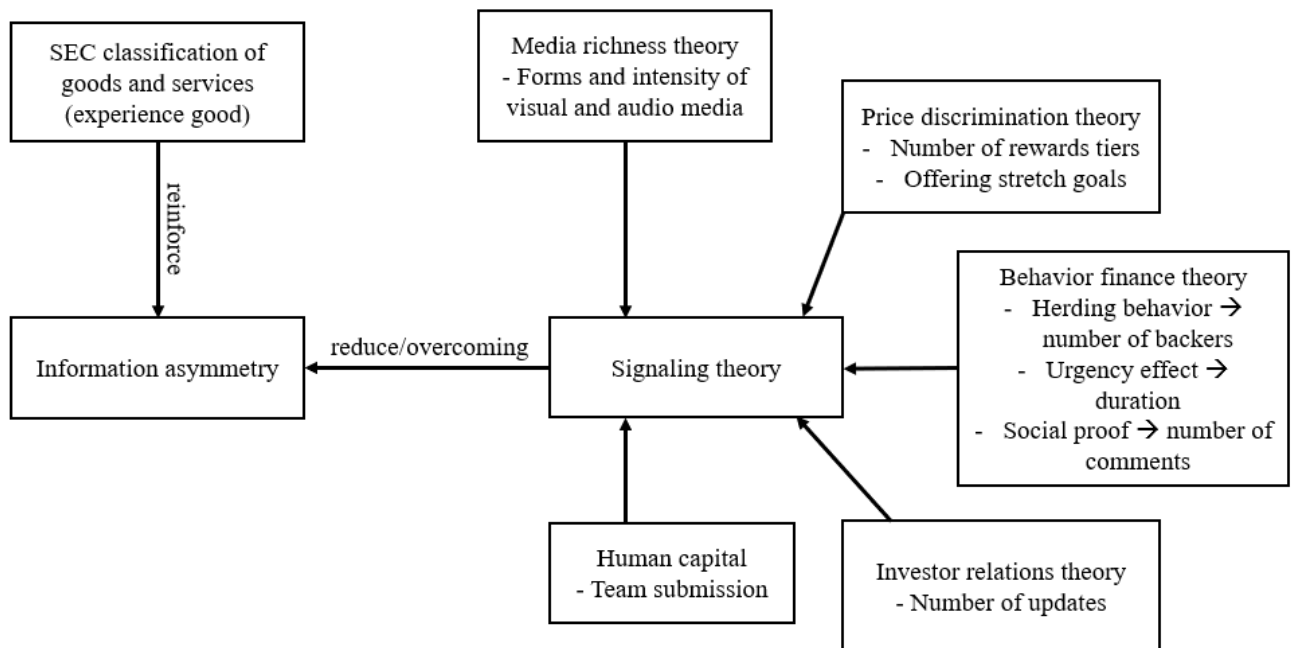 SEC classification of
goods and services
(experience good)
Media richness theory
- Forms and intensity of
visual and audio media
Price discrimination theory
- Number of rewards tiers
- Offering stretch goals
reinforce
Behavior finance theory
- Herding behavior →
number of backers
- Urgency effect →
duration
- Social proof → number of
comments
Information asymmetry
reduce/overcoming
Signaling theory
Human capital
- Team submission
Investor relations theory
- Number of updates